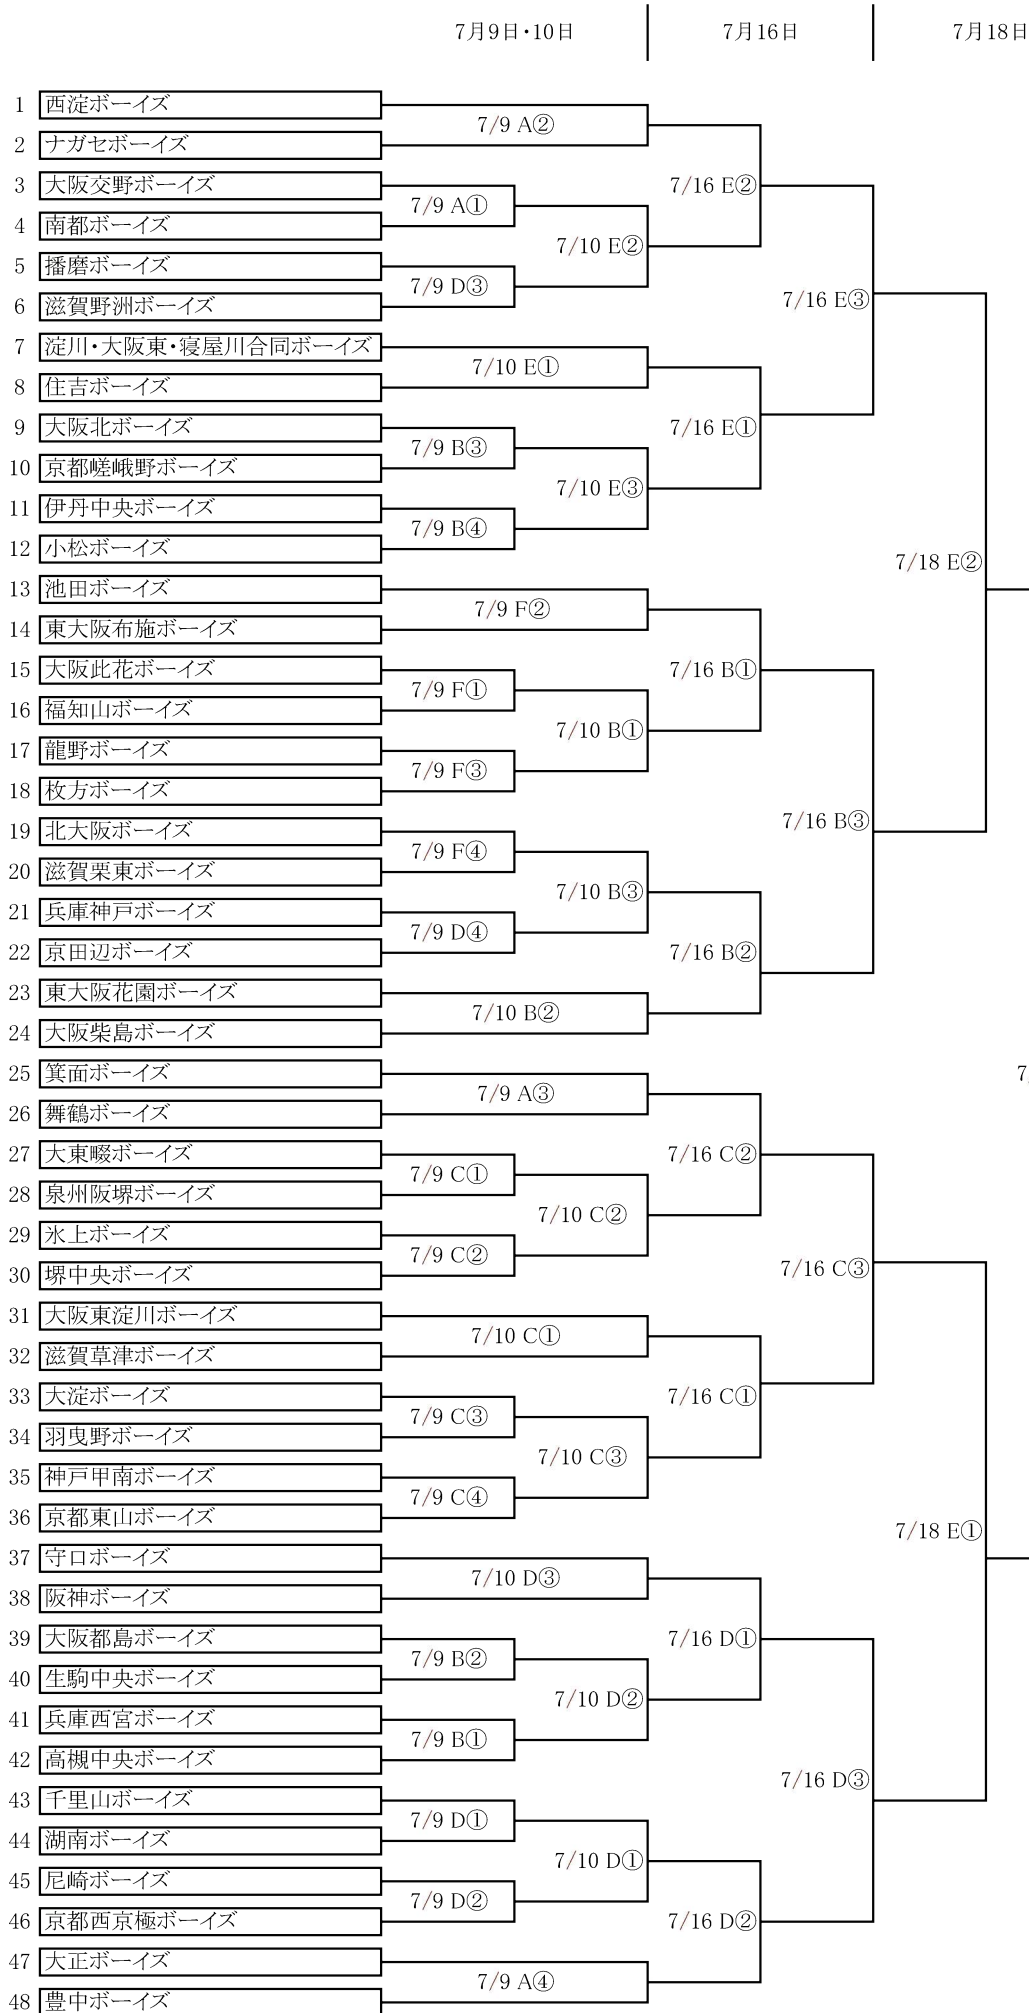 7月9日・10日 7月16日 7月18日
1 西淀ボーイズ
7/9 A②
2 ナガセボーイズ
3 大阪交野ボーイズ
7/16 E②
7/9 A①
4 南都ボーイズ
7/10 E②
5 播磨ボーイズ
7/9 D③
6 滋賀野洲ボーイズ
7/16 E③
7 淀川・大阪東・寝屋川合同ボーイズ
7/10 E①
8 住吉ボーイズ
9 大阪北ボーイズ
7/16 E①
7/9 B③
10 京都嵯峨野ボーイズ
7/10 E③
11 伊丹中央ボーイズ
7/9 B④
12 小松ボーイズ
7/18 E②
13 池田ボーイズ
7/9 F②
14 東大阪布施ボーイズ
15 大阪此花ボーイズ
7/16 B①
7/9 F①
16 福知山ボーイズ
7/10 B①
17 龍野ボーイズ
7/9 F③
18 枚方ボーイズ
7/16 B③
19 北大阪ボーイズ
7/9 F④
20 滋賀栗東ボーイズ
7/10 B③
21 兵庫神戸ボーイズ
7/9 D④
22 京田辺ボーイズ
7/16 B②
23 東大阪花園ボーイズ
7/10 B②
24 大阪柴島ボーイズ
25 箕面ボーイズ
7/
7/9 A③
26 舞鶴ボーイズ
27 大東畷ボーイズ
7/16 C②
7/9 C①
28 泉州阪堺ボーイズ
7/10 C②
29 氷上ボーイズ
7/9 C②
30 堺中央ボーイズ
7/16 C③
31 大阪東淀川ボーイズ
7/10 C①
32 滋賀草津ボーイズ
33 大淀ボーイズ
7/16 C①
7/9 C③
34 羽曳野ボーイズ
7/10 C③
35 神戸甲南ボーイズ
7/9 C④
36 京都東山ボーイズ
7/18 E①
37 守口ボーイズ
7/10 D③
38 阪神ボーイズ
39 大阪都島ボーイズ
7/16 D①
7/9 B②
40 生駒中央ボーイズ
7/10 D②
41 兵庫西宮ボーイズ
7/9 B①
42 高槻中央ボーイズ
7/16 D③
43 千里山ボーイズ
7/9 D①
44 湖南ボーイズ
7/10 D①
45 尼崎ボーイズ
7/9 D②
46 京都西京極ボーイズ
7/16 D②
47 大正ボーイズ
7/9 A④
48 豊中ボーイズ